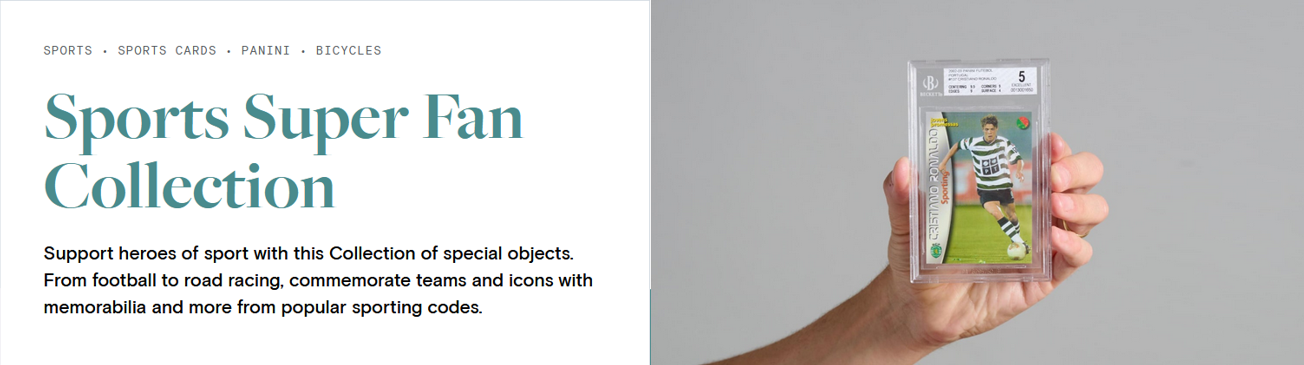 SPORTS • SPORTS CARDS • PANINI • BICYCLES
Sports Super Fan
Collection
Support heroes of sport with this Collection of special objects.
From football to road racing, commemorate teams and icons with
memorabilia and more from popular sporting codes.
5
CRISTIANO RONALDO
Sporting